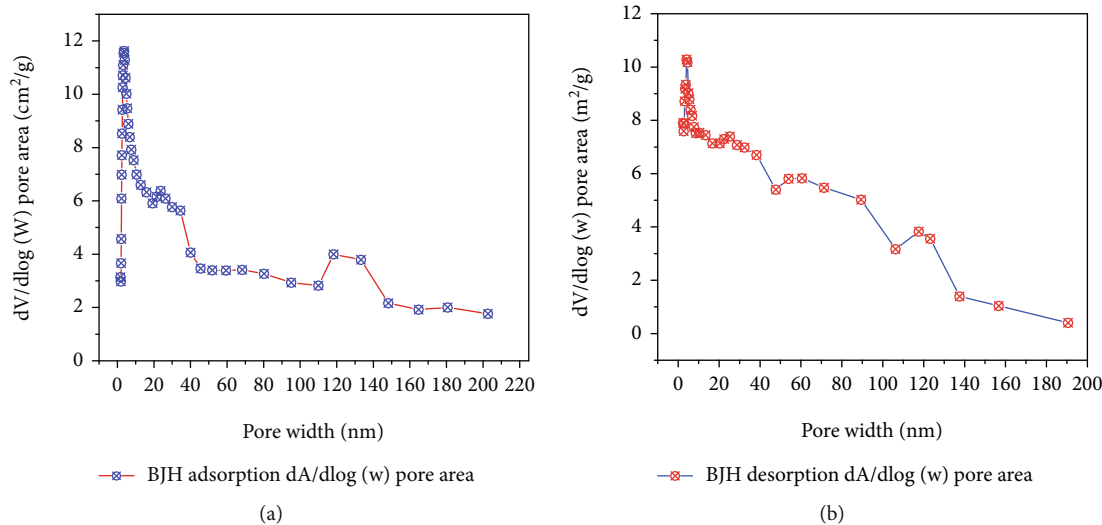 dV/dlog (W) pore area (cm²/g)
12
10
8
6
4
2
0
0 20 40 60 80 100 120 140 160 180 200 220
Pore width (nm)
BJH adsorption dA/dlog (w) pore area
(a)
dV/dlog (w) pore area (m²/g)
12
10
8
6
4
2
0
0 20 40 60 80 100 120 140 160 180 200
Pore width (nm)
BJH desorption dA/dlog (w) pore area
(b)